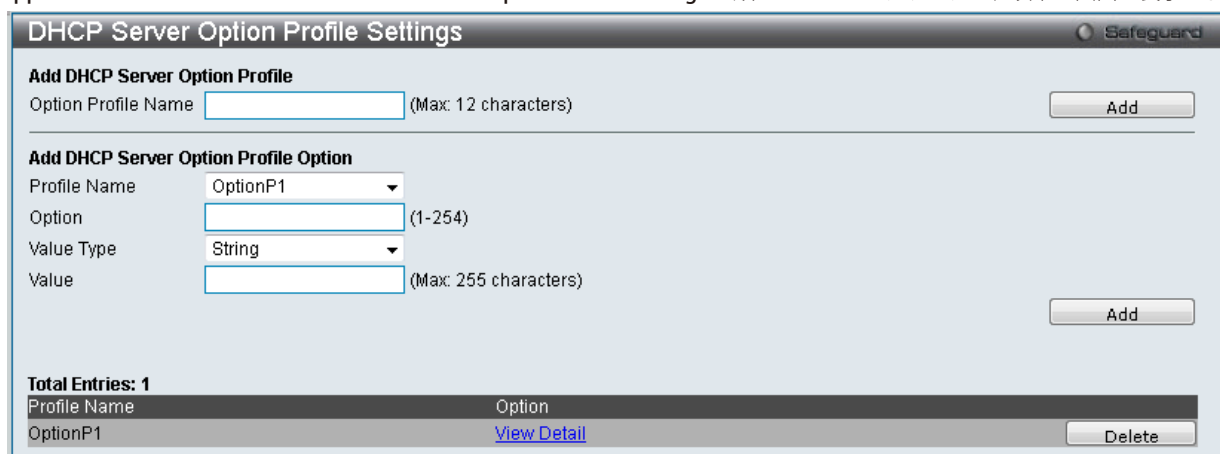 DHCP Server Option Profile Settings
Safeguard
Add DHCP Server Option Profile
Option Profile Name (Max: 12 characters) Add
Add DHCP Server Option Profile Option
Profile Name OptionP1
Option (1-254)
Value Type String
Value (Max: 255 characters)
Add
Total Entries: 1
Profile Name Option
OptionP1 View Detail Delete